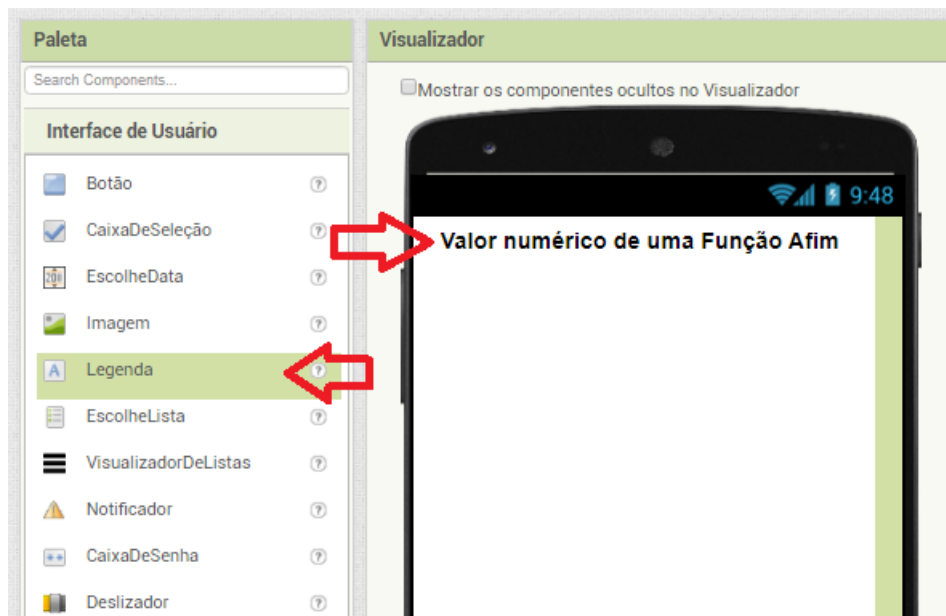 Paleta
Search Components...
Interface de Usuário
Botão
CaixaDeSeleção
EscolheData
Imagem
Legenda
EscolheLista
VisualizadorDeListas
Notificador
CaixaDeSenha
Deslizador
Visualizador
Mostrar os componentes ocultos no Visualizador
9:48
Valor numérico de uma Função Afim